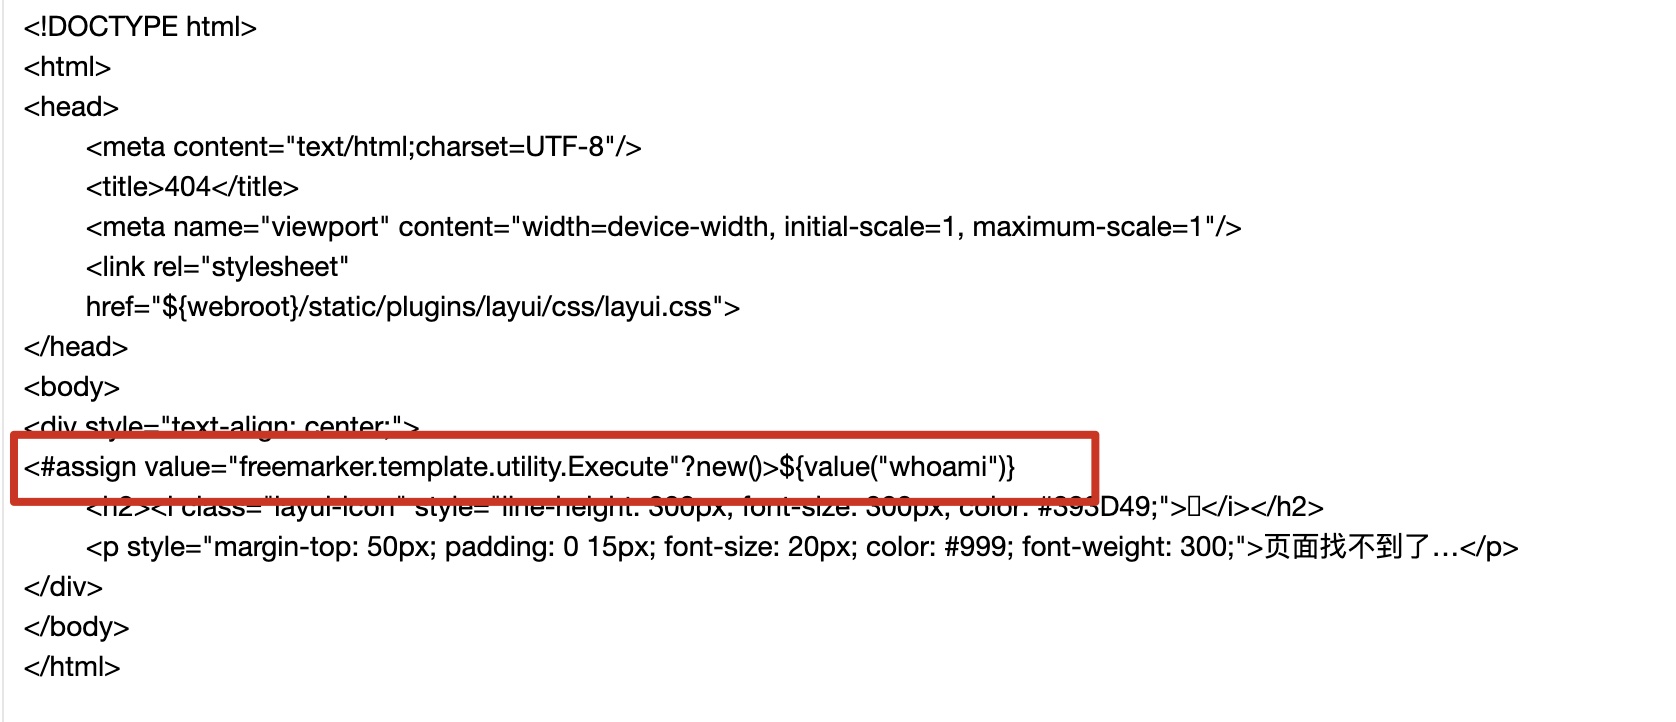 <!DOCTYPE html>
<html>
<head>
<meta content="text/html;charset=UTF-8"/>
<title>404</title>
<meta name="viewport" content="width=device-width, initial-scale=1, maximum-scale=1"/>
<link rel="stylesheet"
href="${webroot}/static/plugins/layui/css/layui.css">
</head>
<body>
<div style="text-align: center;">
<#assign value="freemarker.template.utility.Execute"?new()>${value("whoami")}
<h2><i class="layui-icon" style="line-height: 300px; font-size: 300px; color: #393D49;">▯</i></h2>
<p style="margin-top: 50px; padding: 0 15px; font-size: 20px; color: #999; font-weight: 300;">页面找不到了...</p>
</div>
</body>
</html>